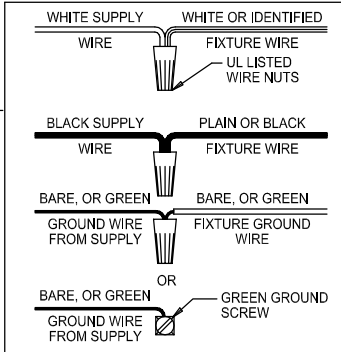 WHITE SUPPLY WHITE OR IDENTIFIED
WIRE FIXTURE WIRE
UL LISTED
WIRE NUTS
BLACK SUPPLY PLAIN OR BLACK
WIRE FIXTURE WIRE
BARE, OR GREEN BARE, OR GREEN
GROUND WIRE FIXTURE GROUND
FROM SUPPLY WIRE
OR
BARE, OR GREEN GREEN GROUND
SCREW
GROUND WIRE
FROM SUPPLY